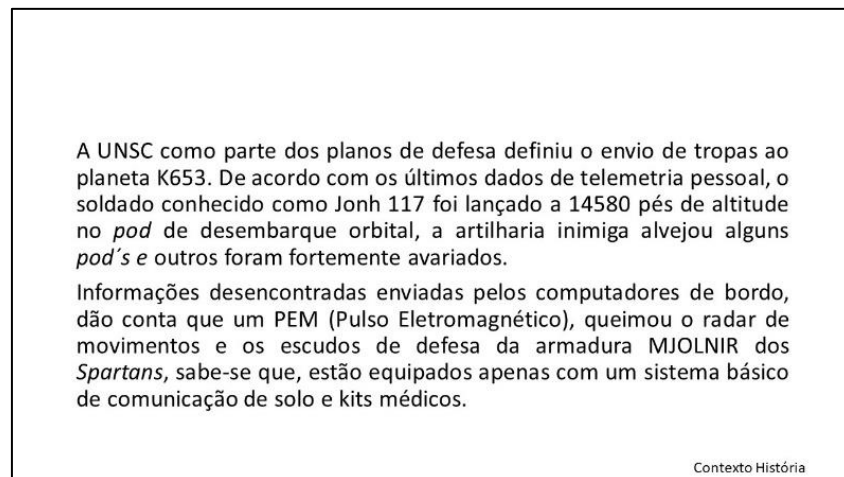 A UNSC como parte dos planos de defesa definiu o envio de tropas ao
planeta K653. De acordo com os últimos dados de telemetria pessoal, o
soldado conhecido como Jonh 117 foi lançado a 14580 pés de altitude
no pod de desembarque orbital, a artilharia inimiga alvejou alguns
pod´s e outros foram fortemente avariados.
Informações desencontradas enviadas pelos computadores de bordo,
dão conta que um PEM (Pulso Eletromagnético), queimou o radar de
movimentos e os escudos de defesa da armadura MJOLNIR dos
Spartans, sabe-se que, estão equipados apenas com um sistema básico
de comunicação de solo e kits médicos.
Contexto História